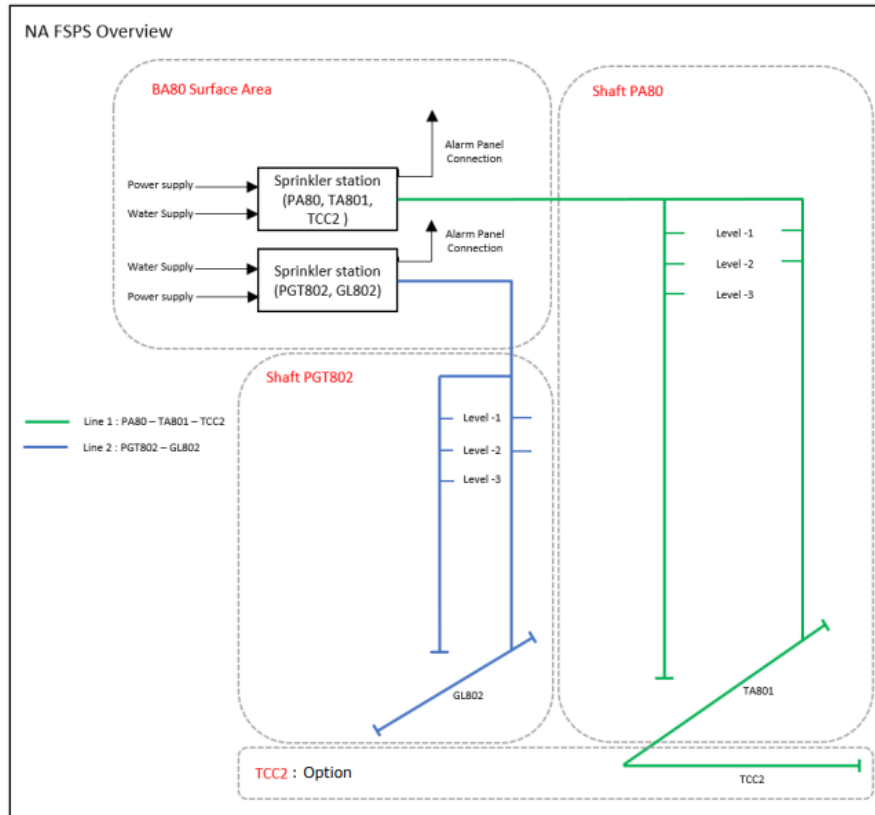 NA FSPS Overview
BA80 Surface Area
Shaft PA80
Alarm Panel
Connection
Power supply
Water Supply
Sprinkler station
(PA80, TA801,
TCC2 )
Alarm Panel
Connection
Water Supply
Power supply
Sprinkler station
(PGT802, GL802)
Level -1
Level -2
Level -3
Shaft PGT802
Line 1 : PA80 – TA801 – TCC2
Line 2 : PGT802 – GL802
Level -1
Level -2
Level -3
GL802
TA801
TCC2 : Option
TCC2